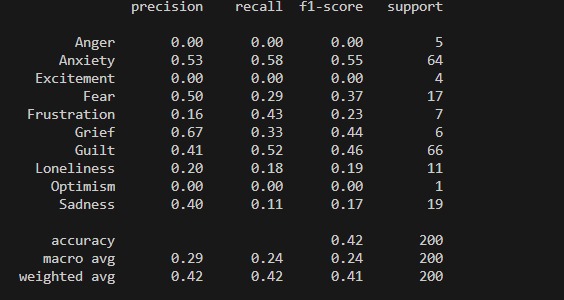 precision recall f1-score support
Anger 0.00 0.00 0.00 5
Anxiety 0.53 0.58 0.55 64
Excitement 0.00 0.00 0.00 4
Fear 0.50 0.29 0.37 17
Frustration 0.16 0.43 0.23 7
Grief 0.67 0.33 0.44 6
Guilt 0.41 0.52 0.46 66
Loneliness 0.20 0.18 0.19 11
Optimism 0.00 0.00 0.00 1
Sadness 0.40 0.11 0.17 19
accuracy 0.42 200
macro avg 0.29 0.24 0.24 200
weighted avg 0.42 0.42 0.41 200